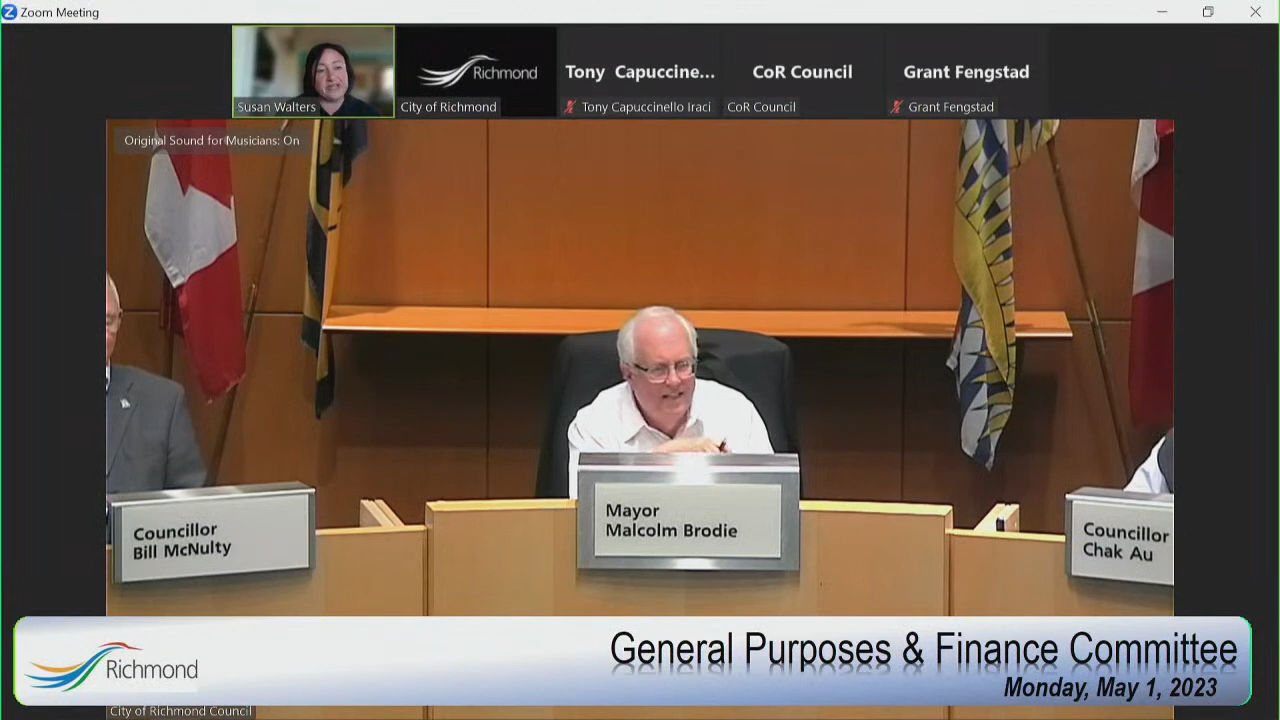 Zoom Meeting
Richmond
Tony Capuccine...
CoR Council
Grant Fengstad
Susan Walters
City of Richmond
Tony Capuccinello Iraci
CoR Council
Grant Fengstad
Original Sound for Musicians: On
Councillor
Bill McNulty
Mayor
Malcolm Brodie
Councillor
Chak Au
Richmond
General Purposes & Finance Committee
Monday, May 1, 2023
City of Richmond Council